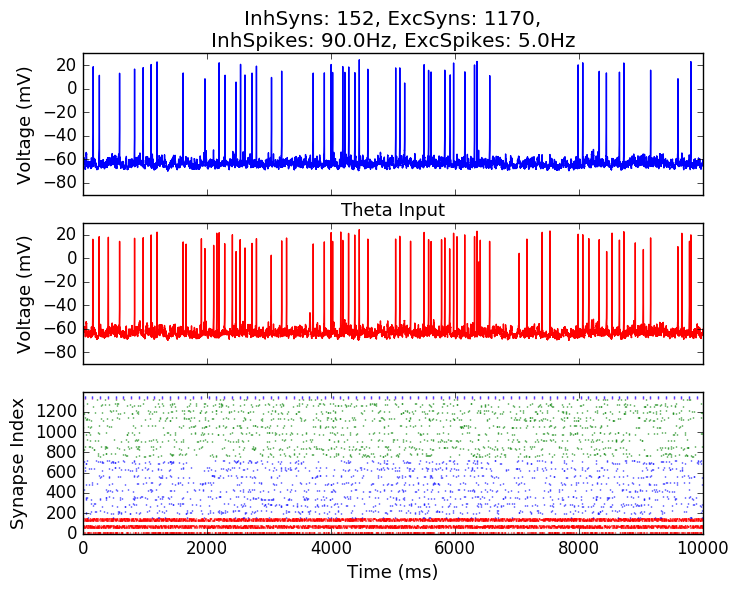 InhSyns: 152, ExcSyns: 1170,
InhSpikes: 90.0Hz, ExcSpikes: 5.0Hz
20
0
−20
−40
−60
−80
Voltage (mV)
Theta Input
20
0
−20
−40
−60
−80
Voltage (mV)
1200
1000
800
600
400
200
0
Synapse Index
0 2000 4000 6000 8000 10000
Time (ms)